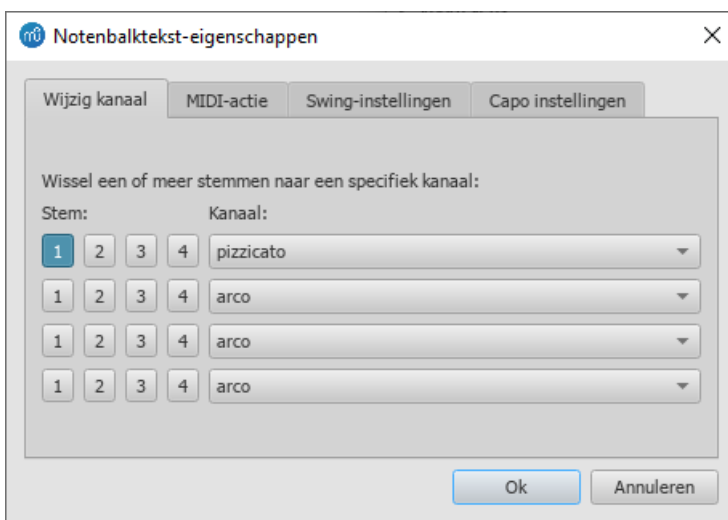 Notenbalktekst-eigenschappen
Wijzig kanaal MIDI-actie Swing-instellingen Capo instellingen
Wissel een of meer stemmen naar een specifiek kanaal:
Stem: Kanaal:
1 2 3 4 pizzicato
1 2 3 4 arco
1 2 3 4 arco
1 2 3 4 arco
Ok Annuleren